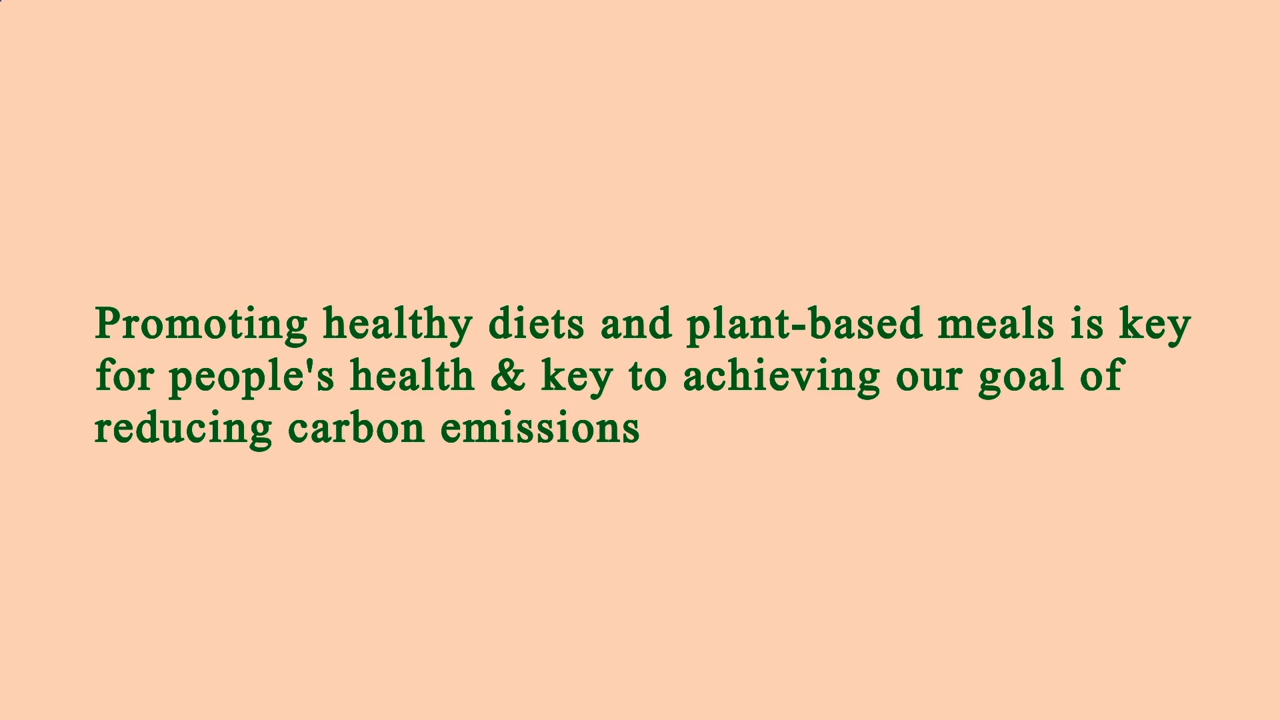 Promoting healthy diets and plant-based meals is key
for people's health & key to achieving our goal of
reducing carbon emissions